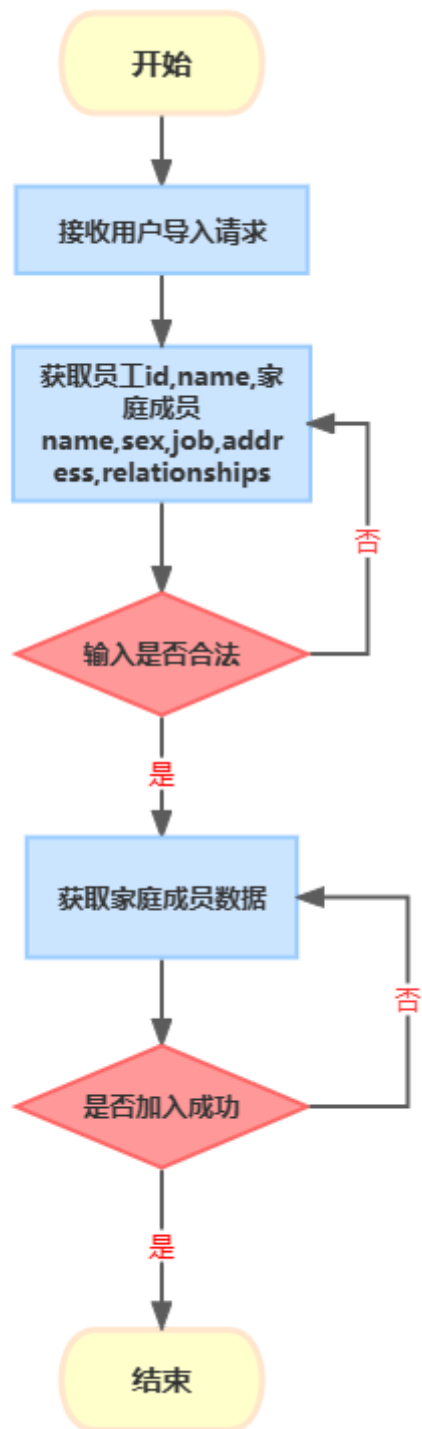 开始
接收用户导入请求
获取员工id,name,家
庭成员
name,sex,job,addr
ess,relationships
否
输入是否合法
是
获取家庭成员数据
否
是否加入成功
是
结束